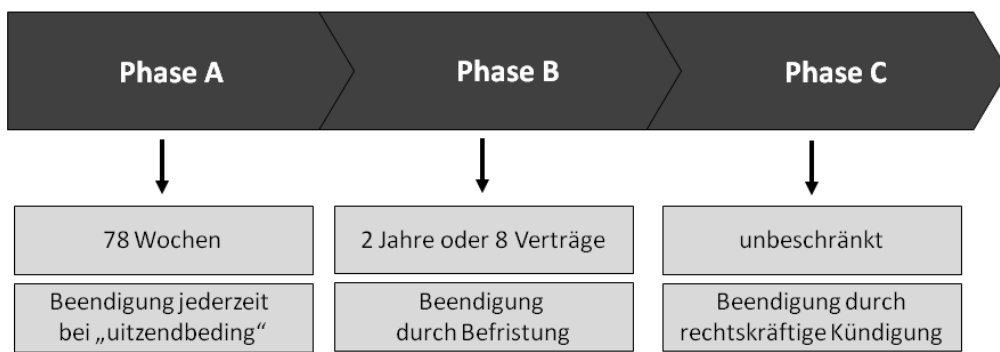 Phase A
Phase B
Phase C
78 Wochen
2 Jahre oder 8 Verträge
unbeschränkt
Beendigung jederzeit
bei „uitzendbeding“
Beendigung
durch Befristung
Beendigung durch
rechtskräftige Kündigung